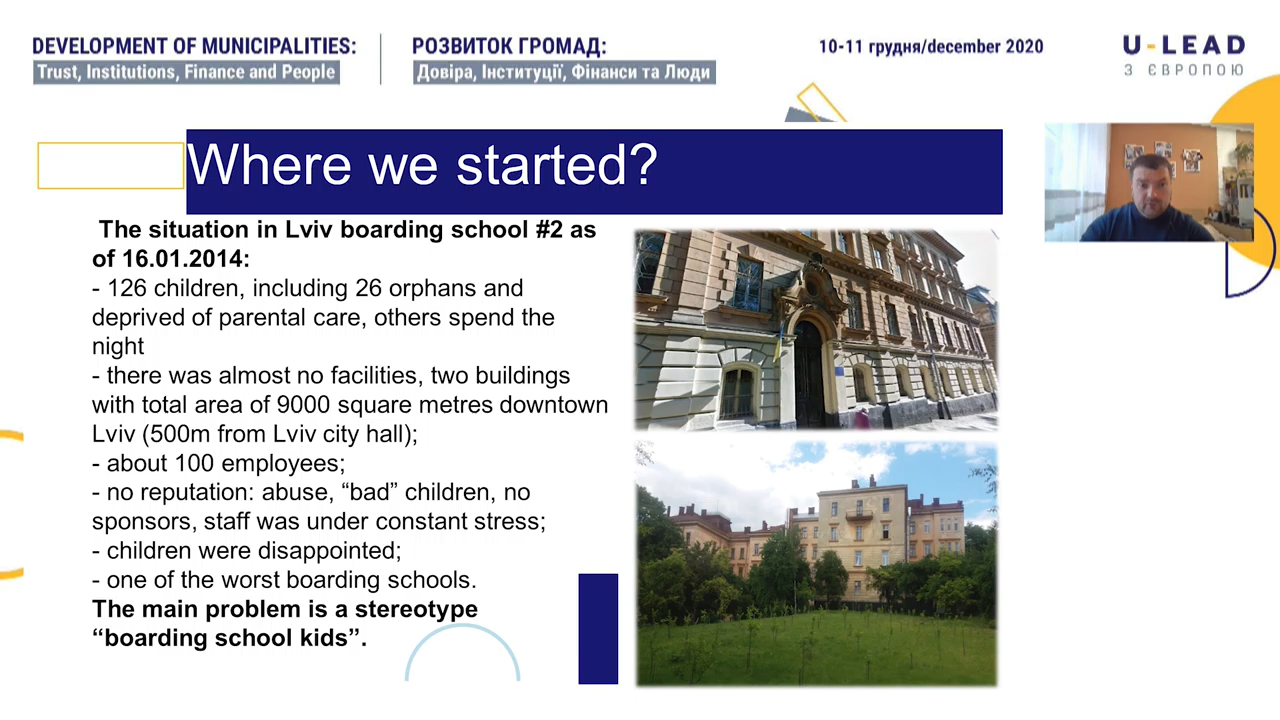 DEVELOPMENT OF MUNICIPALITIES:
Trust, Institutions, Finance and People
РОЗВИТОК ГРОМАД:
Довіра, Інституції, Фінанси та Люди
10-11 грудня/december 2020
U-LEAD
З ЄВРОПОЮ
Where we started?
The situation in Lviv boarding school #2 as
of 16.01.2014:
- 126 children, including 26 orphans and
deprived of parental care, others spend the
night
- there was almost no facilities, two buildings
with total area of 9000 square metres downtown
Lviv (500m from Lviv city hall);
- about 100 employees;
- no reputation: abuse, “bad” children, no
sponsors, staff was under constant stress;
- children were disappointed;
- one of the worst boarding schools.
The main problem is a stereotype
“boarding school kids”.